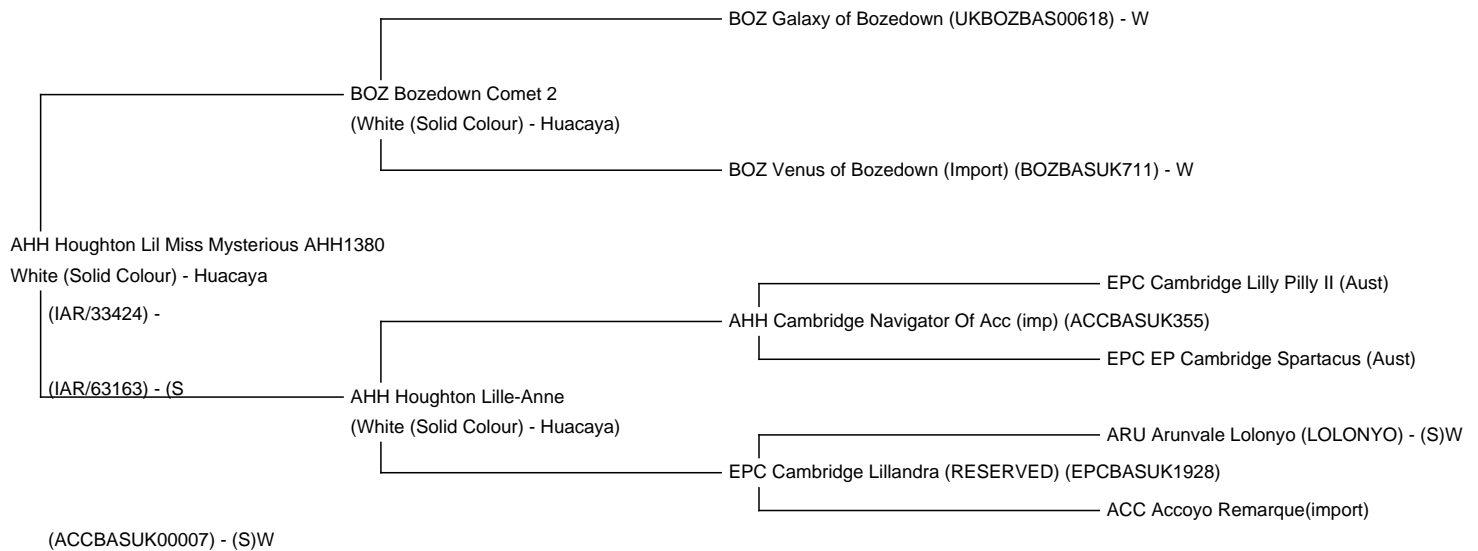 BOZ Galaxy of Bozedown (UKBOZBAS00618) - W
BOZ Bozedown Comet 2
(White (Solid Colour) - Huacaya)
BOZ Venus of Bozedown (Import) (BOZBASUK711) - W
AHH Houghton Lil Miss Mysterious AHH1380
White (Solid Colour) - Huacaya
EPC Cambridge Lilly Pilly II (Aust)
(IAR/33424) -
AHH Cambridge Navigator Of Acc (imp) (ACCBASUK355)
EPC EP Cambridge Spartacus (Aust)
(IAR/63163) - (S
AHH Houghton Lille-Anne
(White (Solid Colour) - Huacaya)
ARU Arunvale Lolonyo (LOLONYO) - (S)W
EPC Cambridge Lillandra (RESERVED) (EPCBASUK1928)
ACC Accoyo Remarque(import)
(ACCBASUK00007) - (S)W